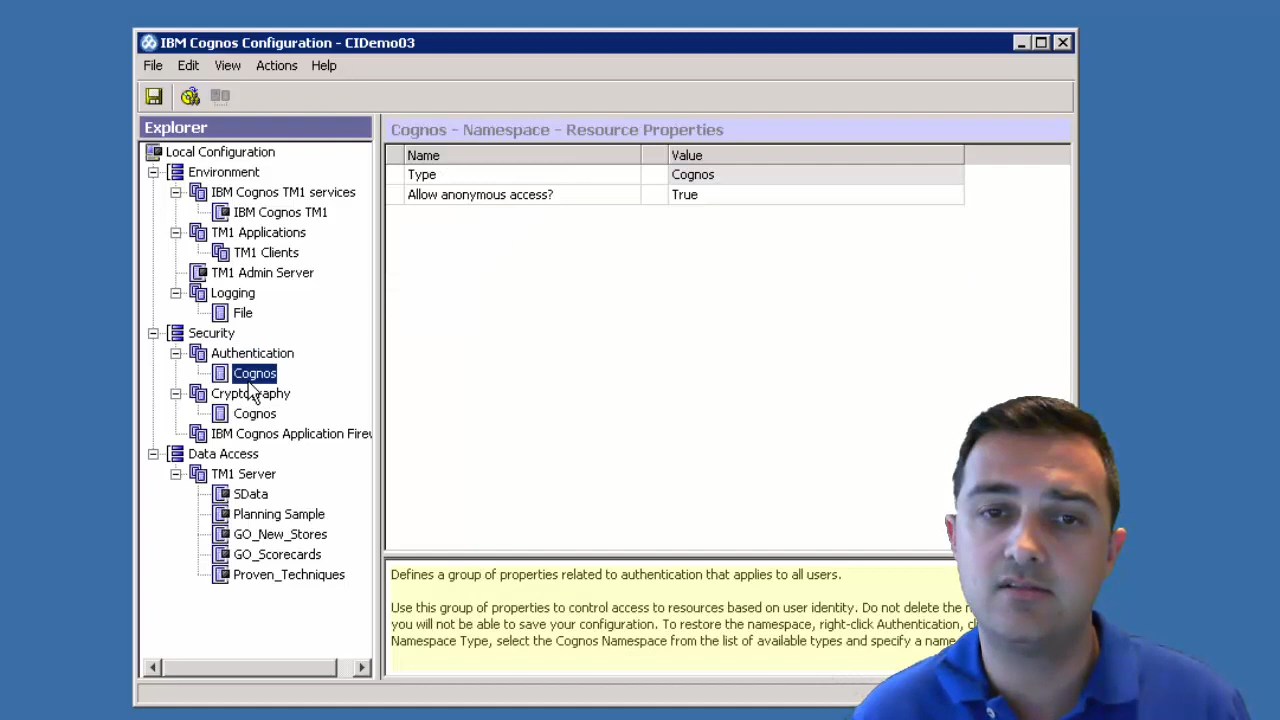 IBM Cognos Configuration - CIDemo03
File Edit View Actions Help
Explorer
Local Configuration
Environment
IBM Cognos TM1 services
IBM Cognos TM1
TM1 Applications
TM1 Clients
TM1 Admin Server
Logging
File
Security
Authentication
Cognos
Cryptography
Cognos
IBM Cognos Application Firew
Data Access
TM1 Server
SData
Planning Sample
GO_New_Stores
GO_Scorecards
Proven_Techniques
Cognos - Namespace - Resource Properties
Name Value
Type Cognos
Allow anonymous access? True
Defines a group of properties related to authentication that applies to all users.
Use this group of properties to control access to resources based on user identity. Do not delete the
you will not be able to save your configuration. To restore the namespace, right-click Authentication,
Namespace Type, select the Cognos Namespace from the list of available types and specify a name